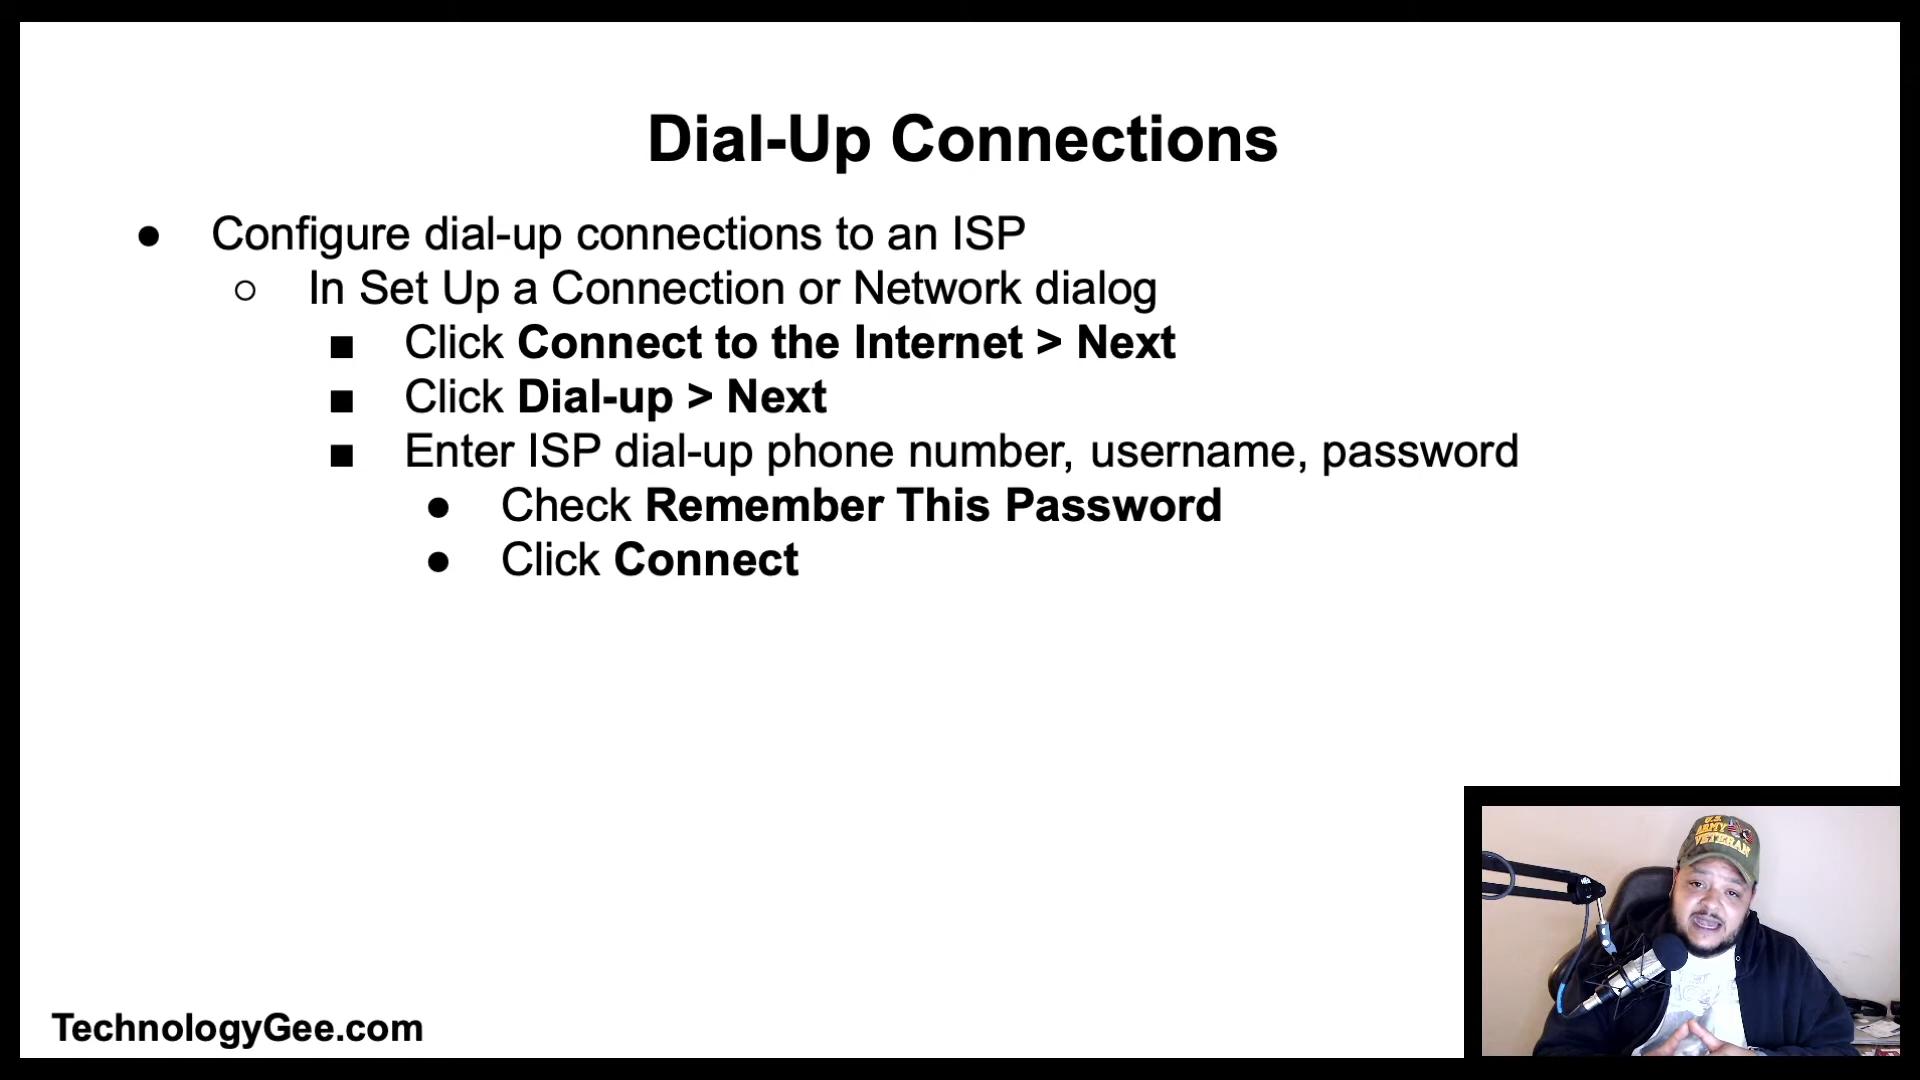 Dial-Up Connections
● Configure dial-up connections to an ISP
○ In Set Up a Connection or Network dialog
■ Click Connect to the Internet > Next
■ Click Dial-up > Next
■ Enter ISP dial-up phone number, username, password
● Check Remember This Password
● Click Connect
U.S.
ARMY
VETERAN
TechnologyGee.com